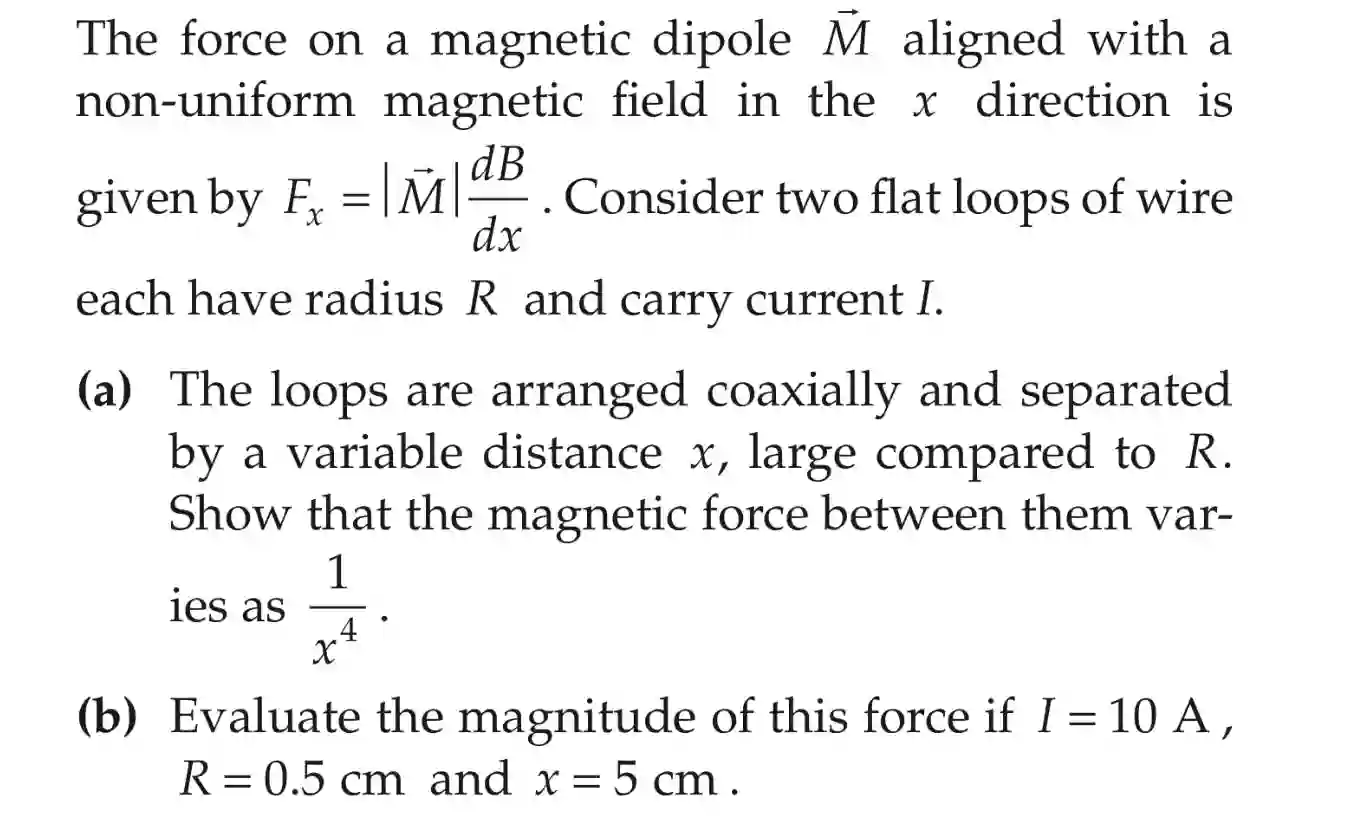 The force on a magnetic dipole $\vec{M}$ aligned with a
non-uniform magnetic field in the x direction is
given by $F_x = |\vec{M}| \frac{dB}{dx}$. Consider two flat loops of wire
each have radius R and carry current I.
(a) The loops are arranged coaxially and separated
by a variable distance x, large compared to R.
Show that the magnetic force between them var-
ies as $\frac{1}{x^4}$.
(b) Evaluate the magnitude of this force if I = 10 A,
R = 0.5 cm and x = 5 cm.